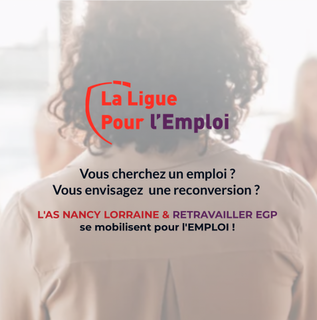 La Ligue
Pour l'Emploi
Vous cherchez un emploi ?
Vous envisagez une reconversion ?
L'AS NANCY LORRAINE & RETRAVAILLER EGP
se mobilisent pour l'EMPLOI !